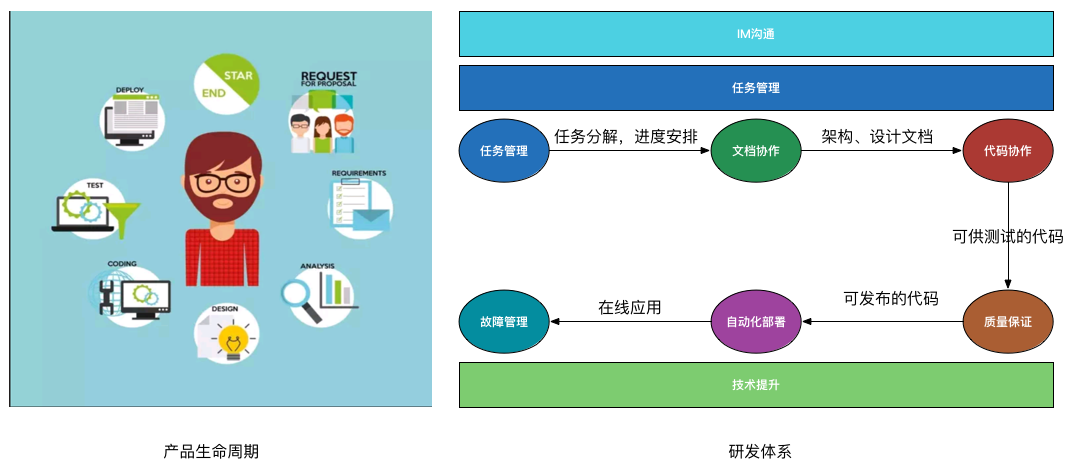 STAR
END
REQUEST
FOR PROPOSAL
REQUIREMENTS
ANALYSIS
DESIGN
CODING
TEST
DEPLOY
产品生命周期
IM沟通
任务管理
任务管理
任务分解，进度安排
文档协作
架构、设计文档
代码协作
可供测试的代码
质量保证
可发布的代码
自动化部署
在线应用
故障管理
技术提升
研发体系